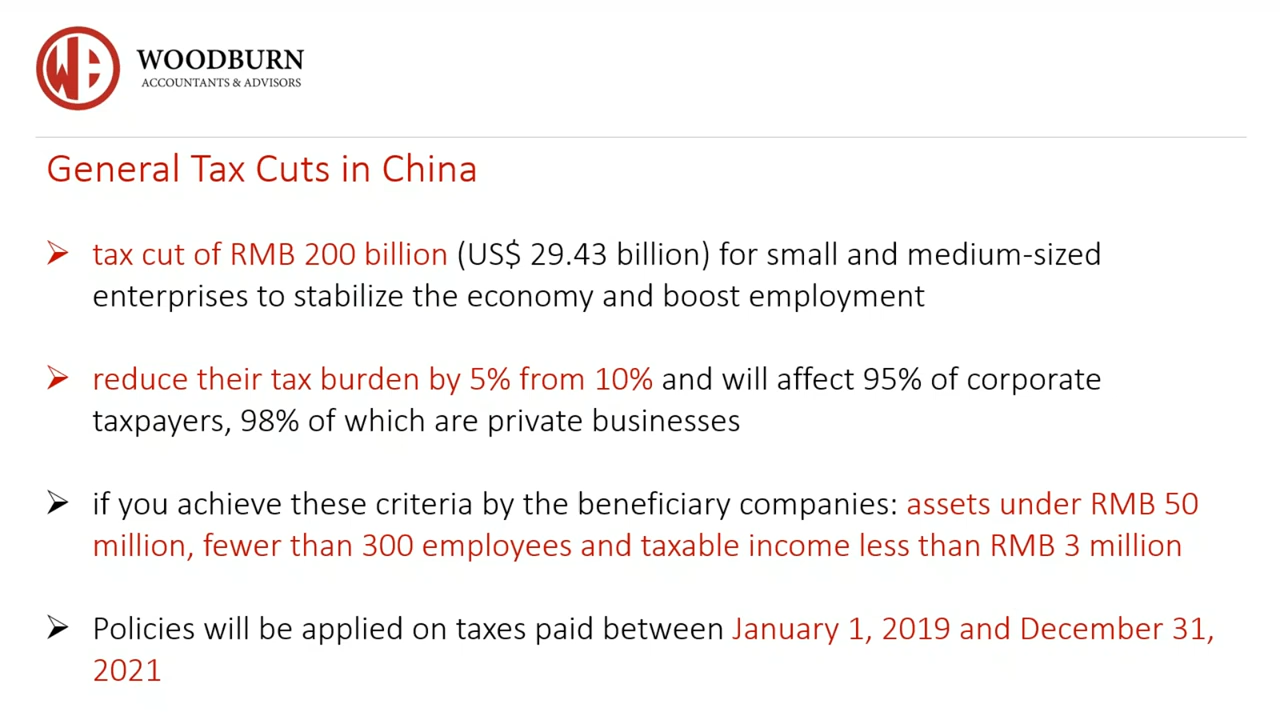 WOODBURN
ACCOUNTANTS & ADVISORS
General Tax Cuts in China
➢ tax cut of RMB 200 billion (US$ 29.43 billion) for small and medium-sized
enterprises to stabilize the economy and boost employment
➢ reduce their tax burden by 5% from 10% and will affect 95% of corporate
taxpayers, 98% of which are private businesses
➢ if you achieve these criteria by the beneficiary companies: assets under RMB 50
million, fewer than 300 employees and taxable income less than RMB 3 million
➢ Policies will be applied on taxes paid between January 1, 2019 and December 31,
2021